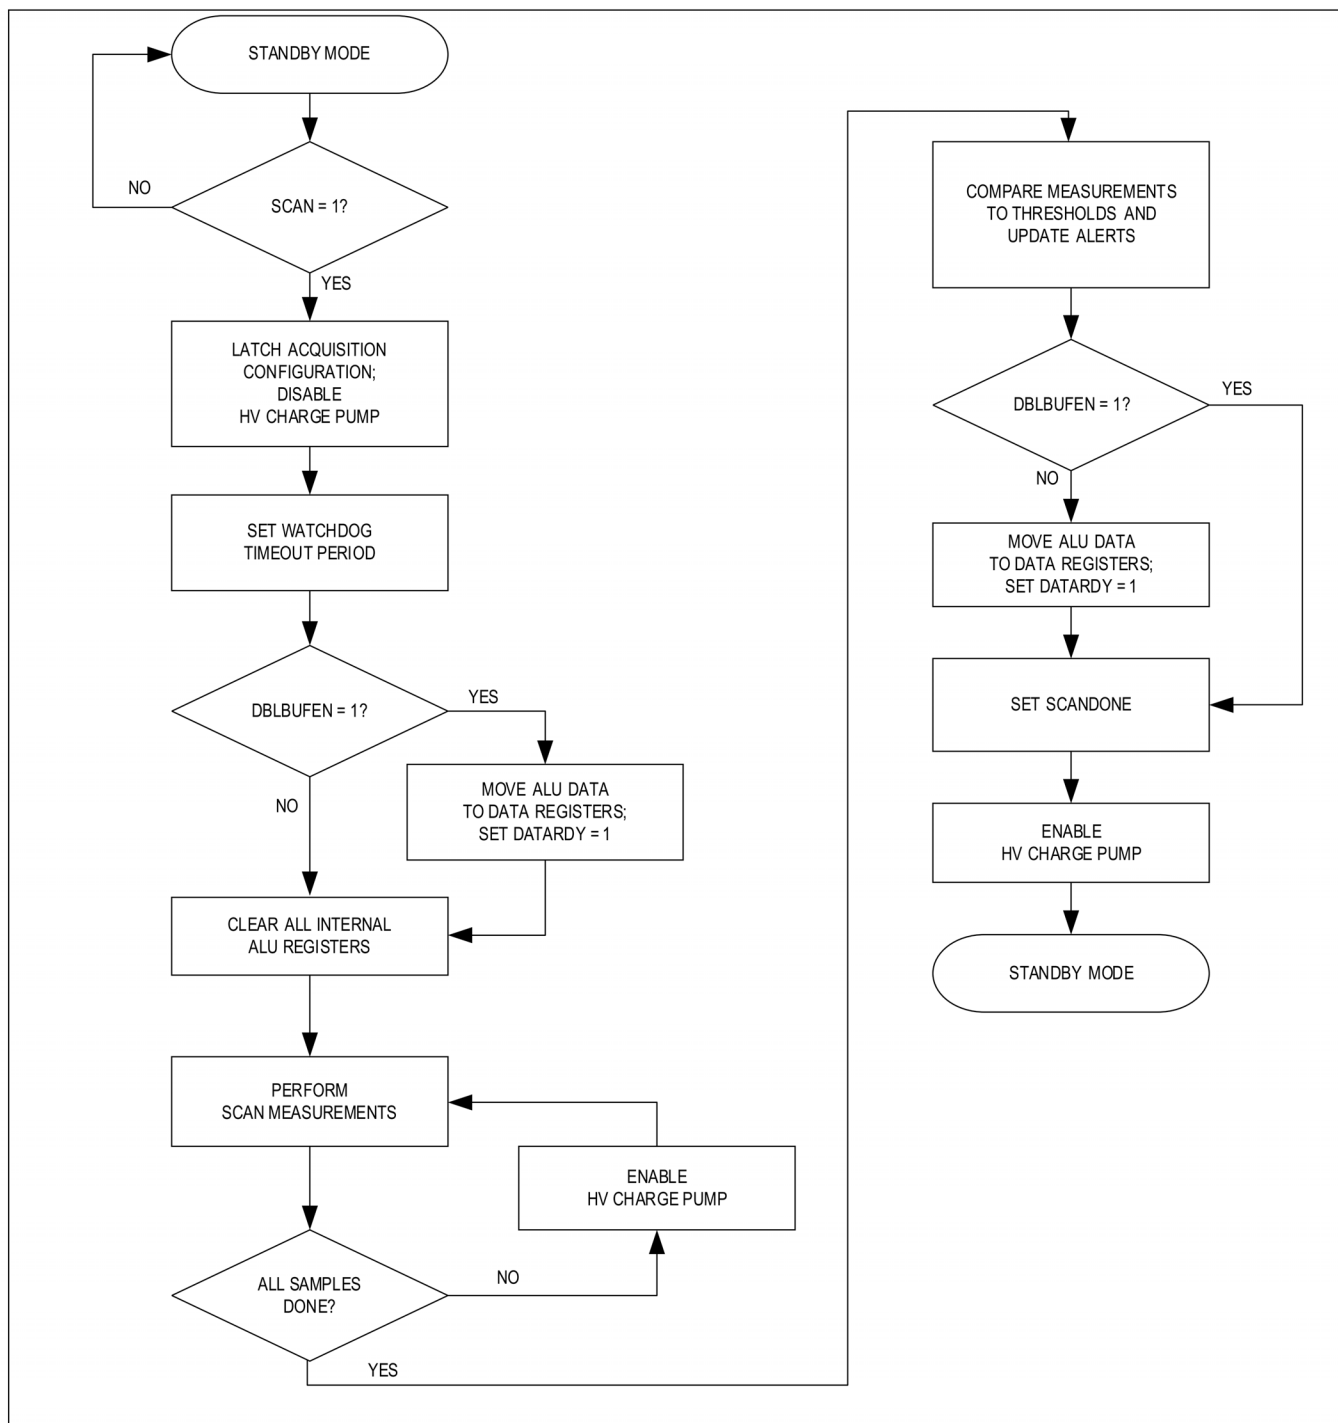 STANDBY MODE
SCAN = 1?
NO
YES
LATCH ACQUISITION
CONFIGURATION;
DISABLE
HV CHARGE PUMP
SET WATCHDOG
TIMEOUT PERIOD
DBLBUFEN = 1?
YES
NO
MOVE ALU DATA
TO DATA REGISTERS;
SET DATARDY = 1
CLEAR ALL INTERNAL
ALU REGISTERS
PERFORM
SCAN MEASUREMENTS
ENABLE
HV CHARGE PUMP
ALL SAMPLES
DONE?
NO
YES
COMPARE MEASUREMENTS
TO THRESHOLDS AND
UPDATE ALERTS
DBLBUFEN = 1?
YES
NO
MOVE ALU DATA
TO DATA REGISTERS;
SET DATARDY = 1
SET SCANDONE
ENABLE
HV CHARGE PUMP
STANDBY MODE